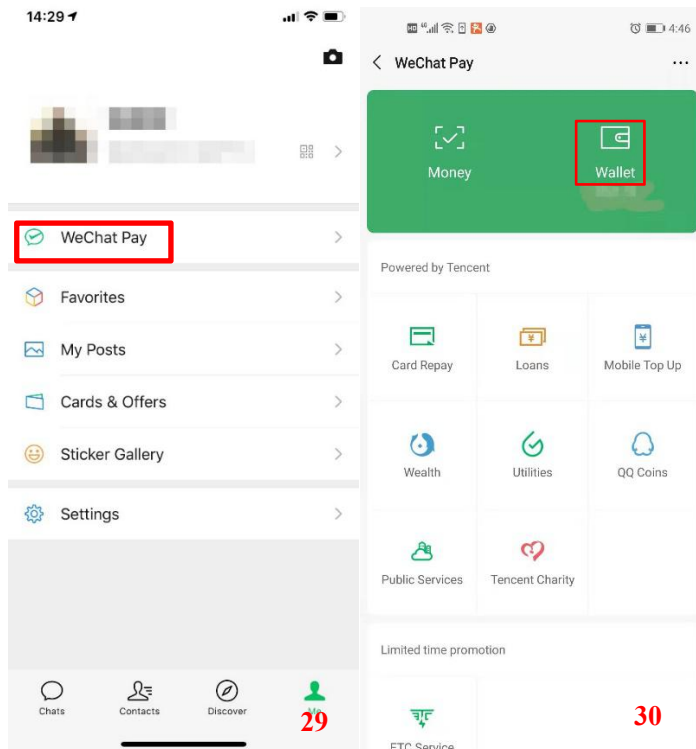 14:29
WeChat Pay
Favorites
My Posts
Cards & Offers
Sticker Gallery
Settings
Chats
Contacts
Discover
29
4:46
WeChat Pay
Money
Wallet
Powered by Tencent
Card Repay
Loans
Mobile Top Up
Wealth
Utilities
QQ Coins
Public Services
Tencent Charity
Limited time promotion
ETC Service
30